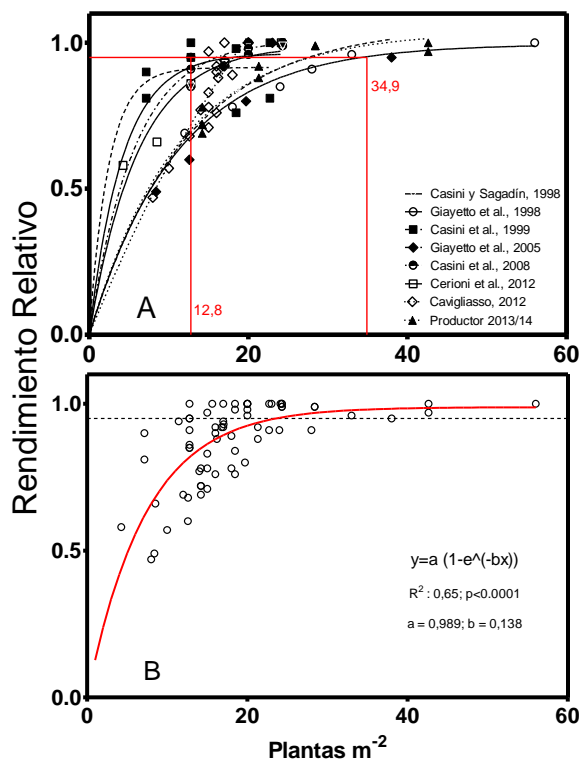 Rendimiento Relativo
1.0
0.5
0.0
0
20
40
60
34,9
12,8
A
Casini y Sagadín, 1998
Giayetto et al., 1998
Casini et al., 1999
Giayetto et al., 2005
Casini et al., 2008
Cerioni et al., 2012
Cavigliasso, 2012
Productor 2013/14
1.0
0.5
0.0
y=a (1-e^(-bx))
R² : 0,65; p<0.0001
a = 0,989; b = 0,138
B
0
20
40
60
Plantas m⁻²